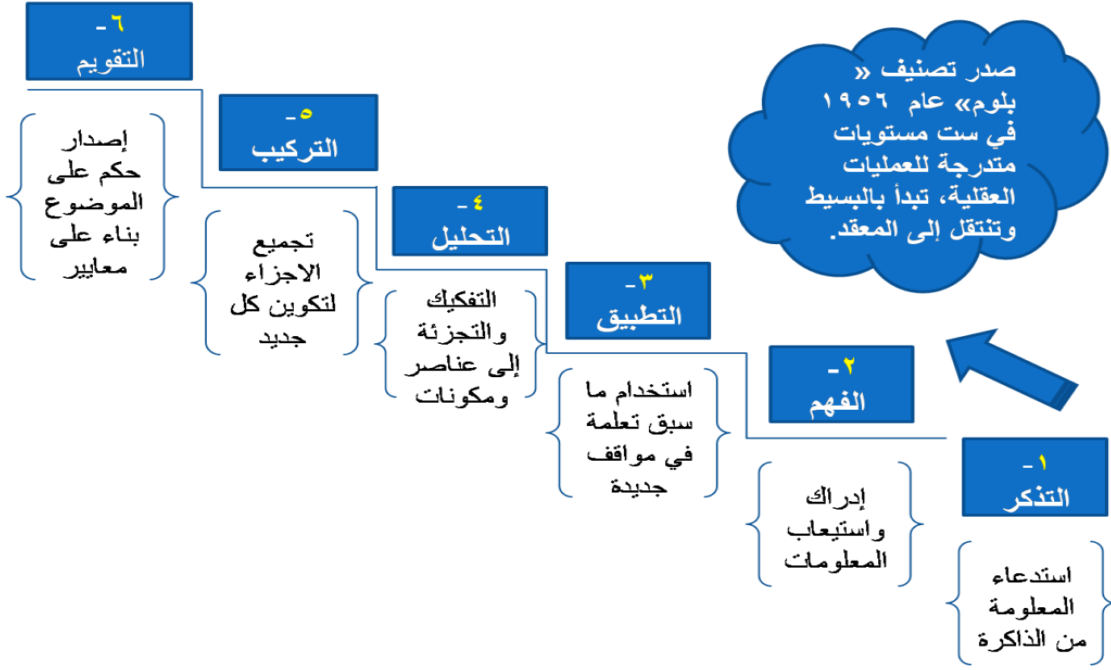 صدر تصنيف «
بلوم» عام ١٩٥٦
في ست مستويات
متدرجة للعمليات
العقلية، تبدأ بالبسيط
وتنتقل إلى المعقد.
١-
التذكر
استدعاء
المعلومة
من الذاكرة
٢-
الفهم
إدراك
واستيعاب
المعلومات
٣-
التطبيق
استخدام ما
سبق تعلمة
في مواقف
جديدة
٤-
التحليل
التفكيك
والتجزئة
إلى عناصر
ومكونات
٥-
التركيب
تجميع
الاجزاء
لتكوين كل
جديد
٦-
التقويم
إصدار
حكم على
الموضوع
بناء على
معايير